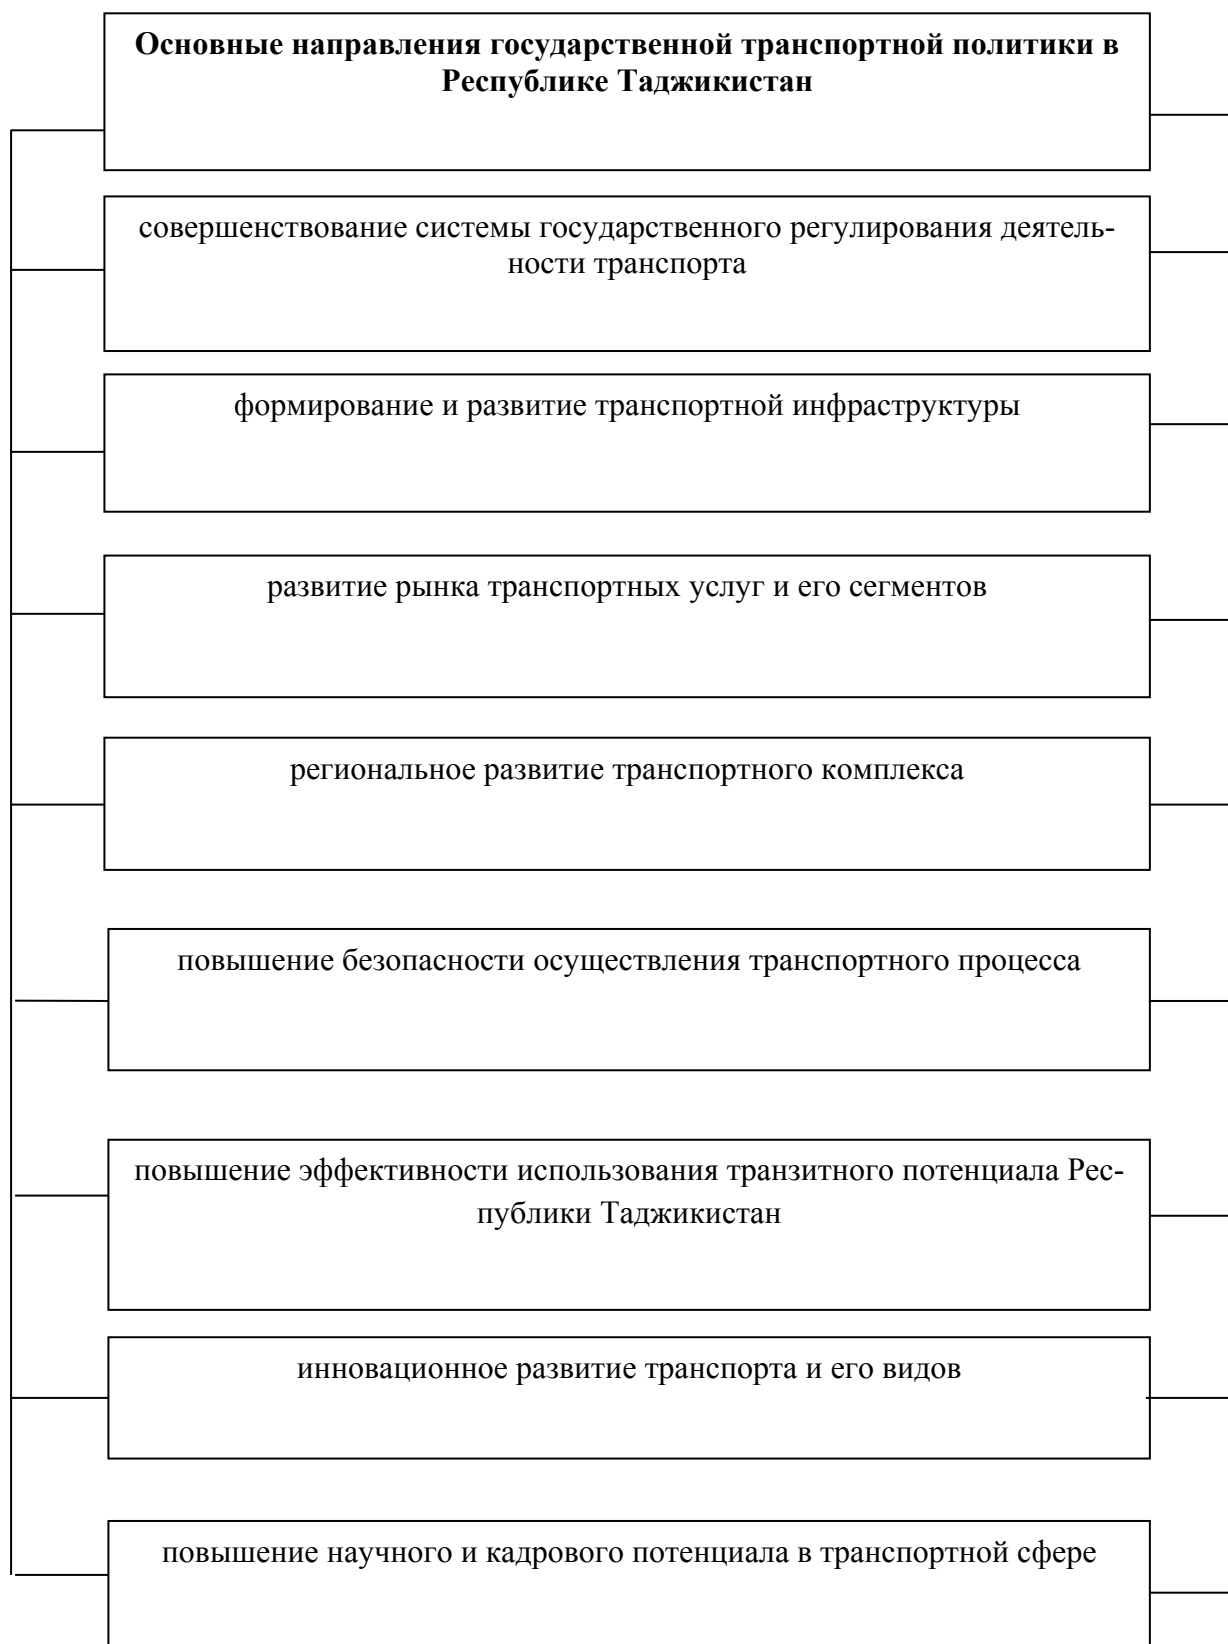 Основные направления государственной транспортной политики в
Республике Таджикистан
совершенствование системы государственного регулирования деятель-
ности транспорта
формирование и развитие транспортной инфраструктуры
развитие рынка транспортных услуг и его сегментов
региональное развитие транспортного комплекса
повышение безопасности осуществления транспортного процесса
повышение эффективности использования транзитного потенциала Рес-
публики Таджикистан
инновационное развитие транспорта и его видов
повышение научного и кадрового потенциала в транспортной сфере